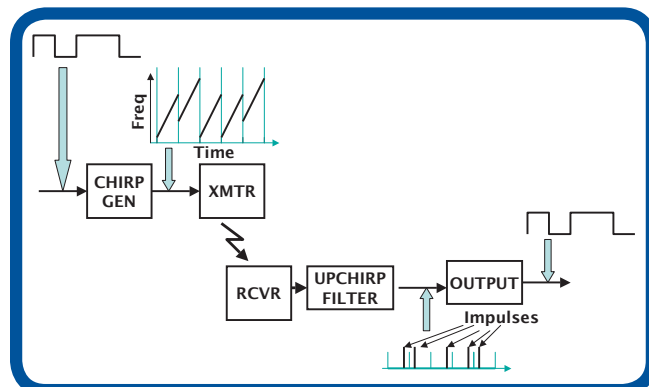 Freq
Time
CHIRP
GEN
XMTR
RCVR
UPCHIRP
FILTER
OUTPUT
Impulses